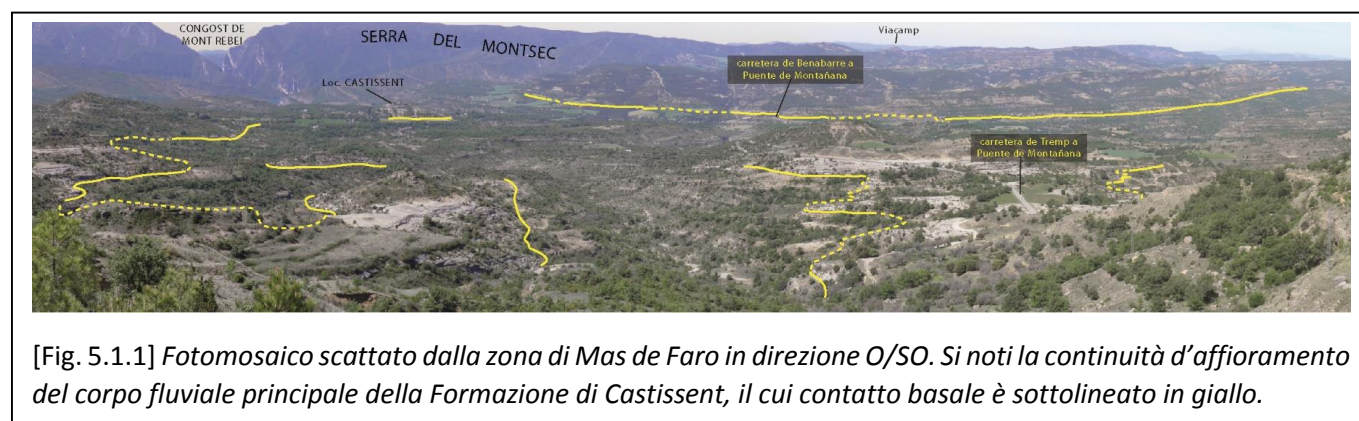 CONGOST DE
MONT REBEI
SERRA DEL MONTSEC
Viacamp
Loc. CASTISSENT
carretera de Benabarre a
Puente de Montañana
carretera de Tremp a
Puente de Montañana
[Fig. 5.1.1] Fotomosaico scattato dalla zona di Mas de Faro in direzione O/SO. Si noti la continuità d’affioramento
del corpo fluviale principale della Formazione di Castissent, il cui contatto basale è sottolineato in giallo.